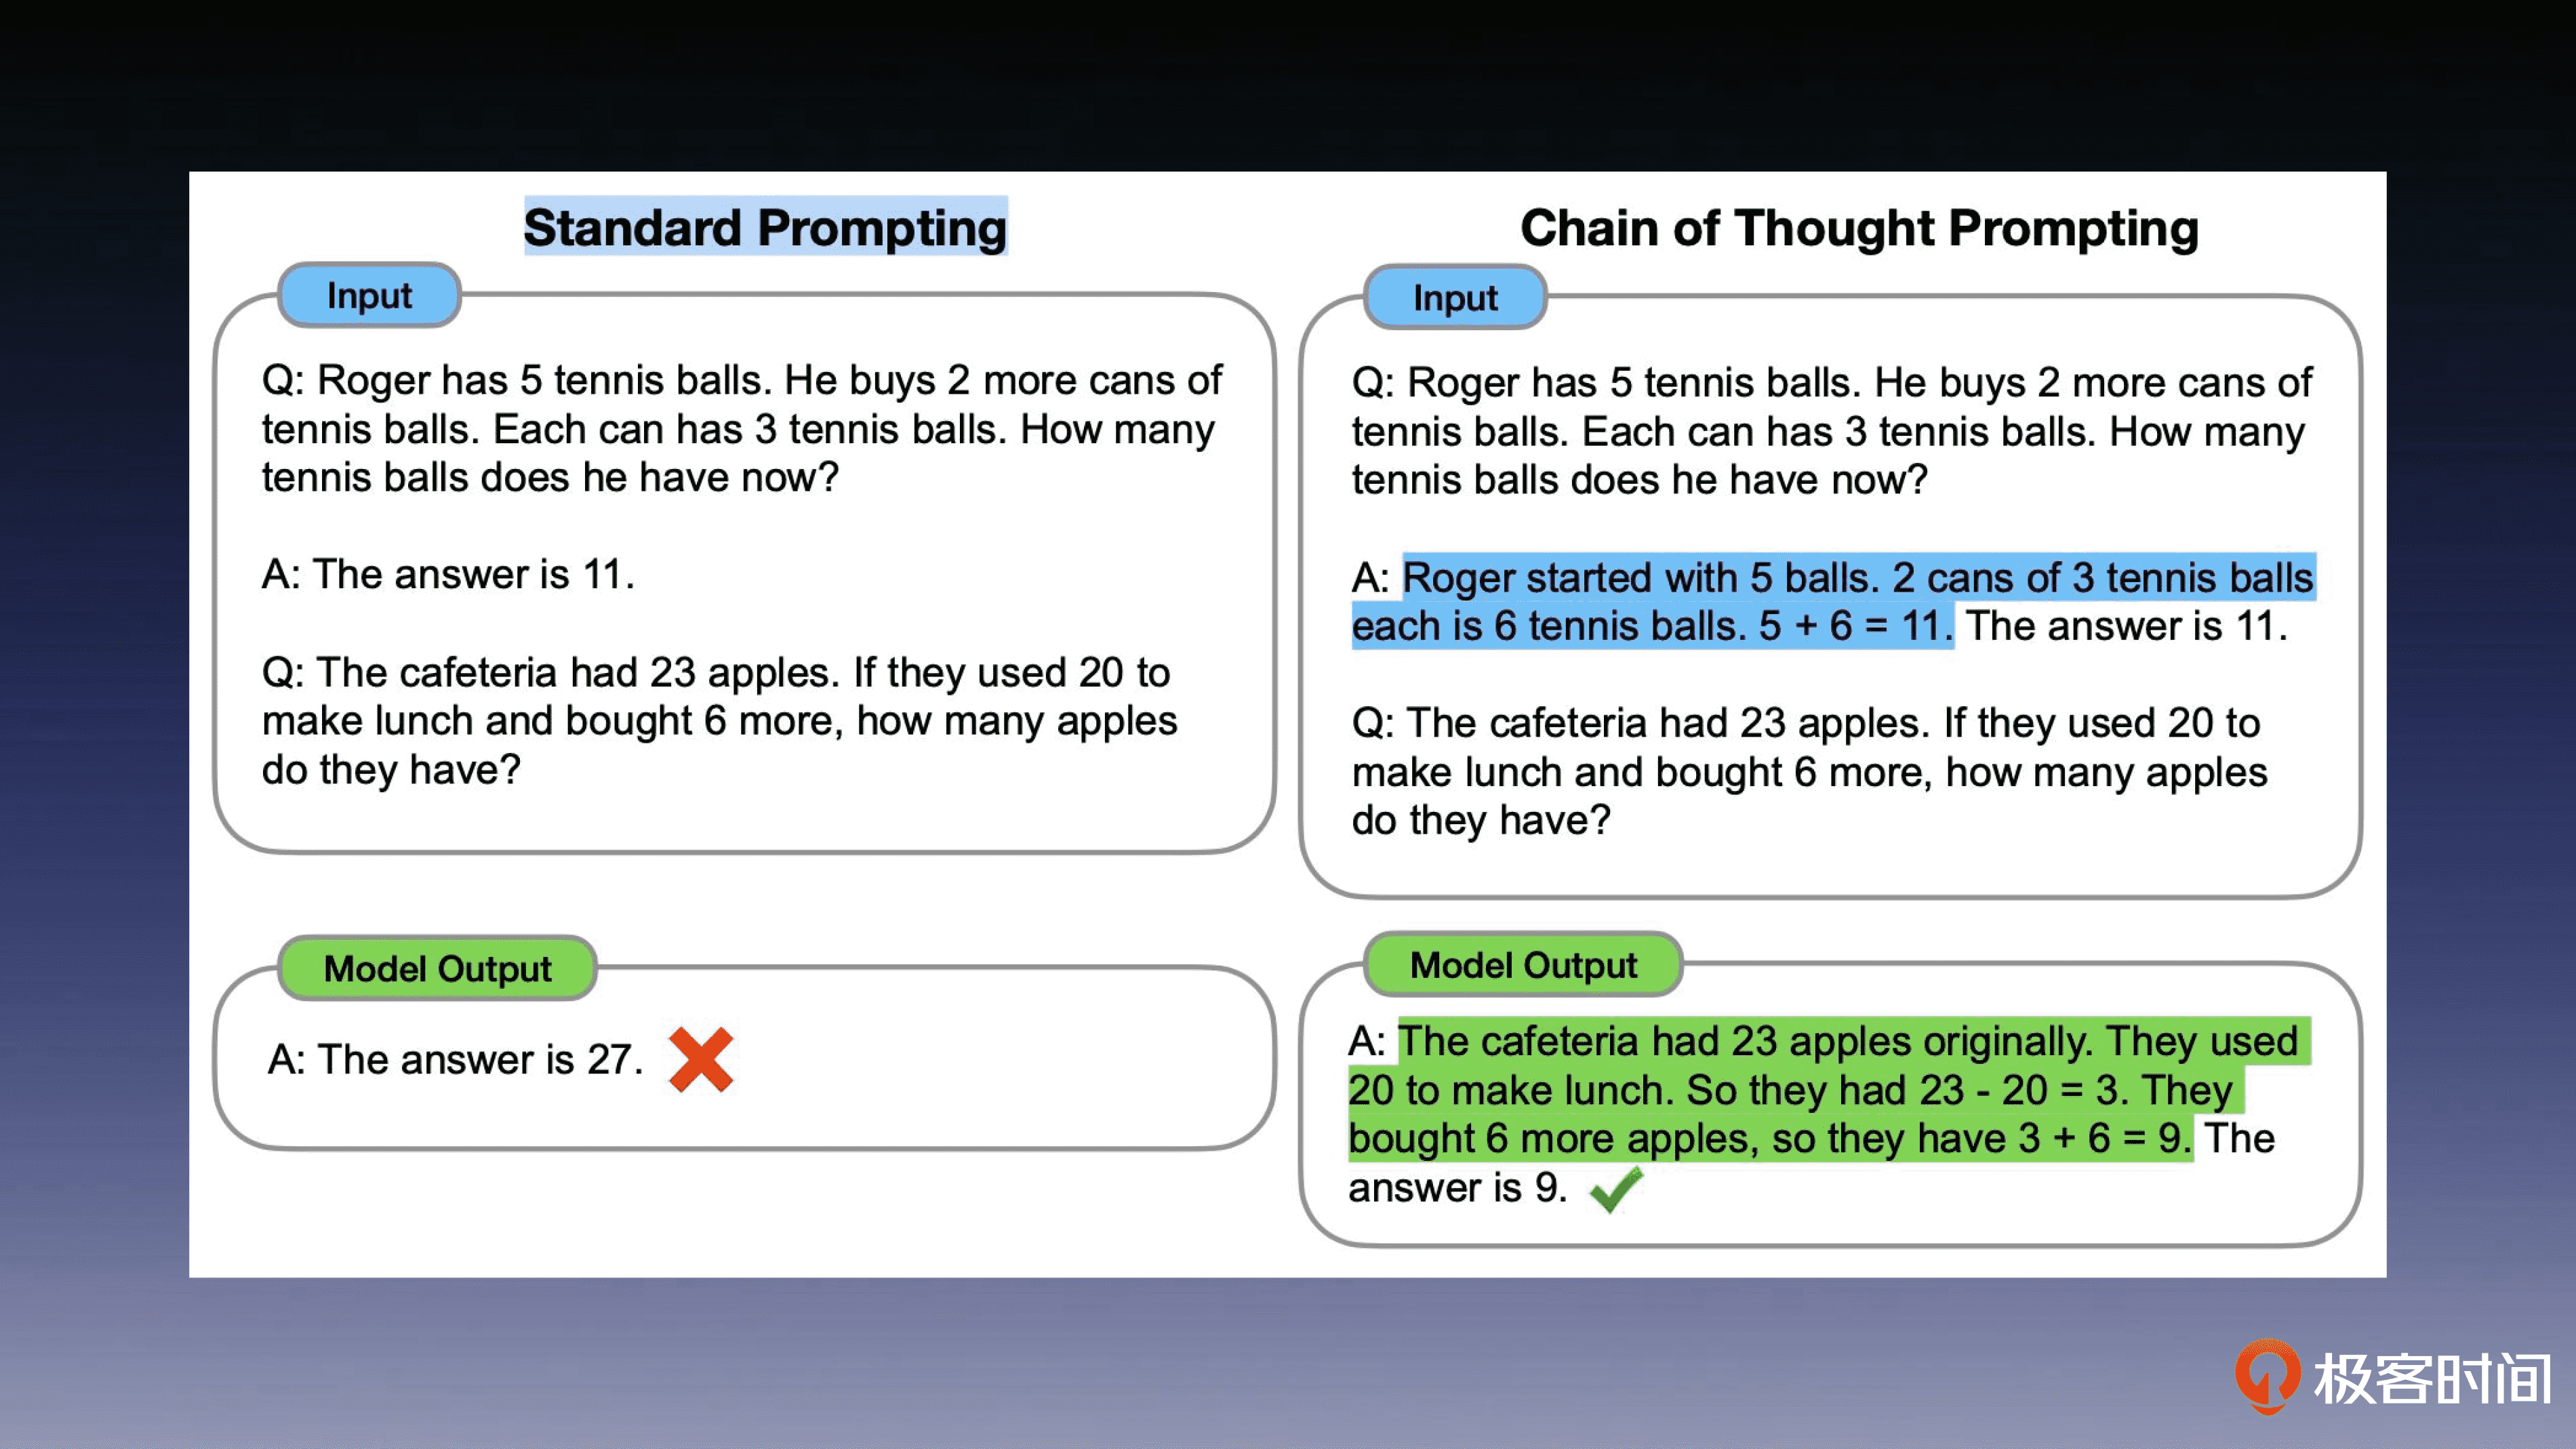 Standard Prompting
Input
Q: Roger has 5 tennis balls. He buys 2 more cans of
tennis balls. Each can has 3 tennis balls. How many
tennis balls does he have now?
A: The answer is 11.
Q: The cafeteria had 23 apples. If they used 20 to
make lunch and bought 6 more, how many apples
do they have?
Model Output
A: The answer is 27.
Chain of Thought Prompting
Input
Q: Roger has 5 tennis balls. He buys 2 more cans of
tennis balls. Each can has 3 tennis balls. How many
tennis balls does he have now?
A: Roger started with 5 balls. 2 cans of 3 tennis balls
each is 6 tennis balls. 5 + 6 = 11. The answer is 11.
Q: The cafeteria had 23 apples. If they used 20 to
make lunch and bought 6 more, how many apples
do they have?
Model Output
A: The cafeteria had 23 apples originally. They used
20 to make lunch. So they had 23 - 20 = 3. They
bought 6 more apples, so they have 3 + 6 = 9. The
answer is 9.
极客时间